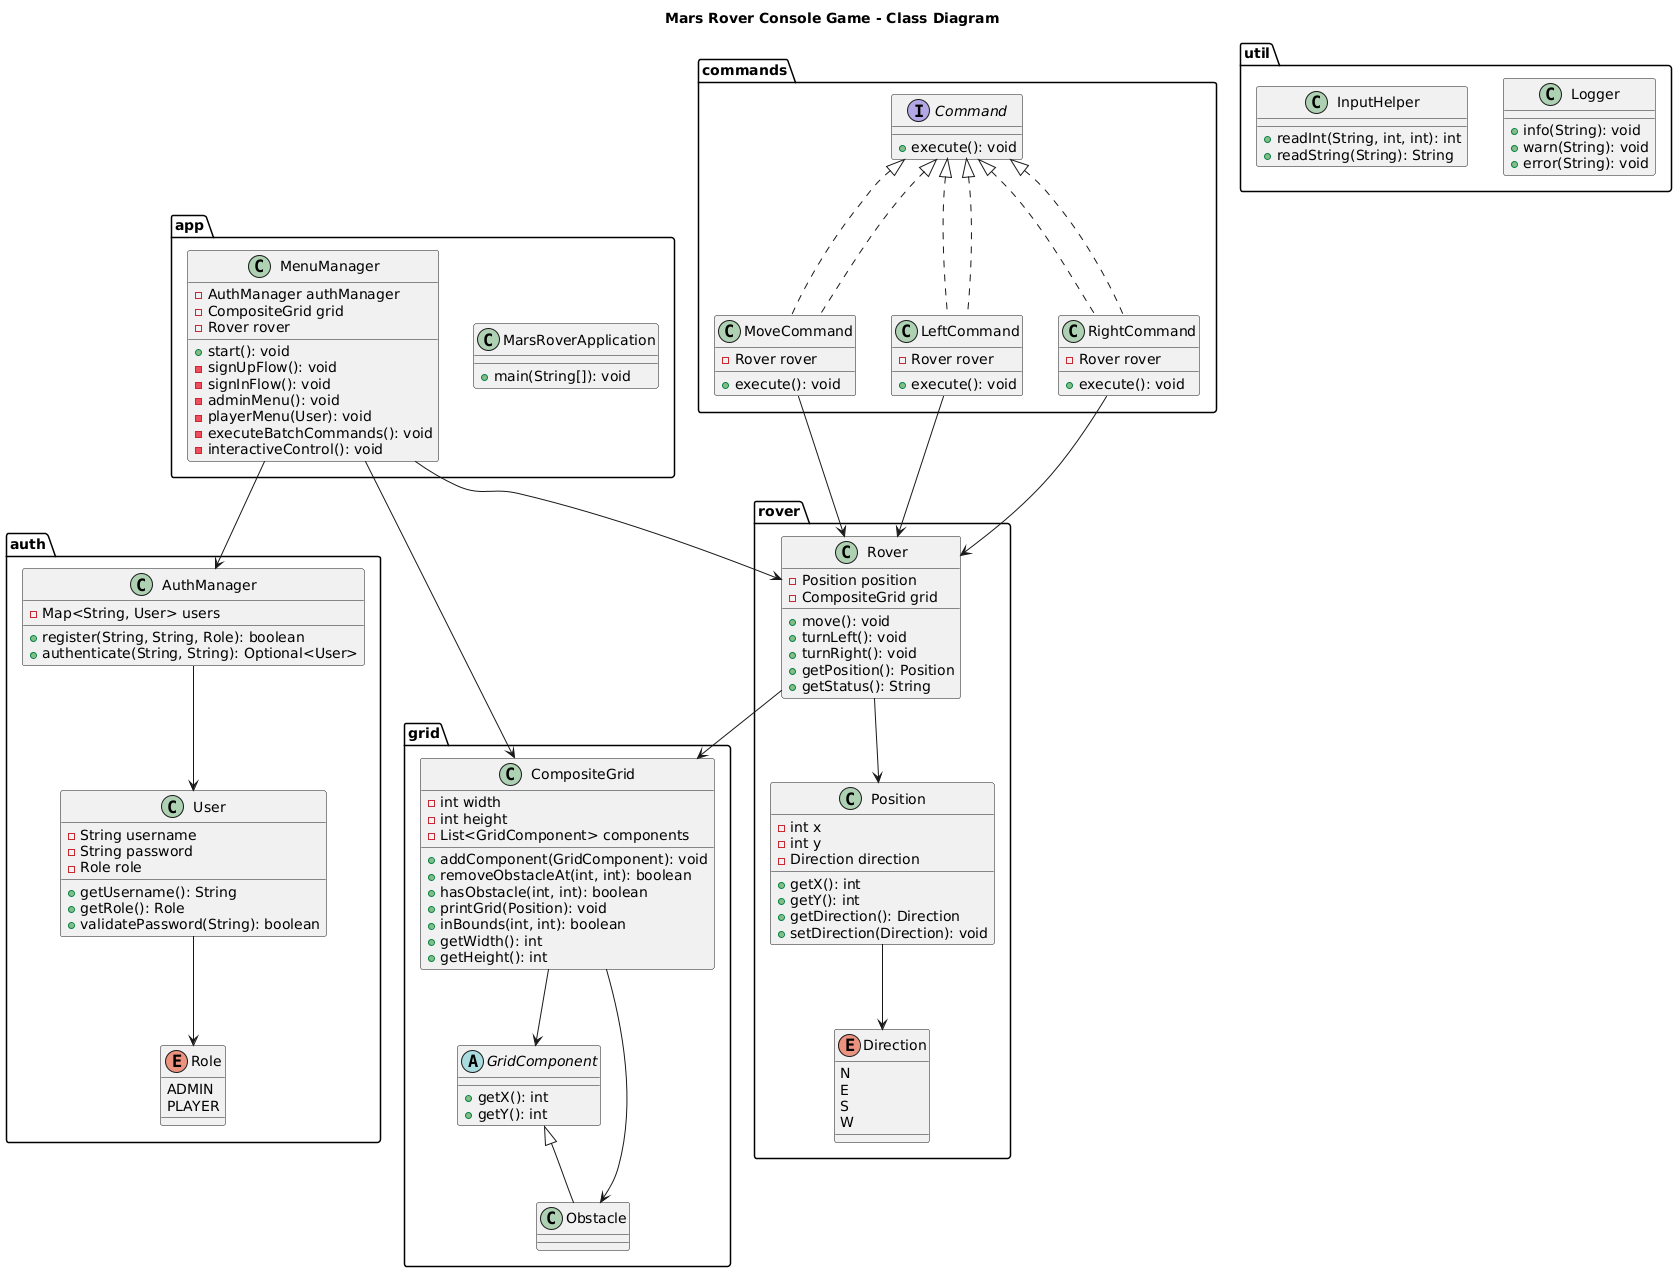 Mars Rover Console Game - Class Diagram
commands
I Command
execute(): void
C MoveCommand
Rover rover
execute(): void
C LeftCommand
Rover rover
execute(): void
C RightCommand
Rover rover
execute(): void
util
C InputHelper
readInt(String, int, int): int
readString(String): String
C Logger
info(String): void
warn(String): void
error(String): void
app
C MenuManager
AuthManager authManager
CompositeGrid grid
Rover rover
start(): void
signUpFlow(): void
signInFlow(): void
adminMenu(): void
playerMenu(User): void
executeBatchCommands(): void
interactiveControl(): void
C MarsRoverApplication
main(String[]): void
auth
C AuthManager
Map<String, User> users
register(String, String, Role): boolean
authenticate(String, String): Optional<User>
C User
String username
String password
Role role
getUsername(): String
getRole(): Role
validatePassword(String): boolean
E Role
ADMIN
PLAYER
grid
C CompositeGrid
int width
int height
List<GridComponent> components
addComponent(GridComponent): void
removeObstacleAt(int, int): boolean
hasObstacle(int, int): boolean
printGrid(Position): void
inBounds(int, int): boolean
getWidth(): int
getHeight(): int
A GridComponent
getX(): int
getY(): int
C Obstacle
rover
C Rover
Position position
CompositeGrid grid
move(): void
turnLeft(): void
turnRight(): void
getPosition(): Position
getStatus(): String
C Position
int x
int y
Direction direction
getX(): int
getY(): int
getDirection(): Direction
setDirection(Direction): void
E Direction
N
E
S
W